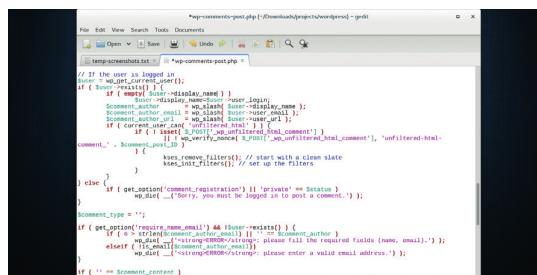 *wp-comments-post.php (~/Downloads/projects/wordpress) - gedit
File Edit View Search Tools Documents
Open Save Undo
temp-screenshots.txt × *wp-comments-post.php ×
// If the user is logged in
$user = wp_get_current_user();
if ( $user->exists() ) {
if ( empty( $user->display_name ) )
$user->display_name=$user->user_login;
$comment_author = wp_slash( $user->display_name );
$comment_author_email = wp_slash( $user->user_email );
$comment_author_url = wp_slash( $user->user_url );
if ( current_user_can( 'unfiltered_html' ) ) {
if ( ! isset( $_POST['_wp_unfiltered_html_comment'] )
|| ! wp_verify_nonce( $_POST['_wp_unfiltered_html_comment'], 'unfiltered-html-
comment_' . $comment_post_ID )
) {
kses_remove_filters(); // start with a clean slate
kses_init_filters(); // set up the filters
}
}
} else {
if ( get_option('comment_registration') || 'private' == $status )
wp_die( __('Sorry, you must be logged in to post a comment.') );
}
$comment_type = '';
if ( get_option('require_name_email') && !$user->exists() ) {
if ( 6 > strlen($comment_author_email) || '' == $comment_author )
wp_die( __('<strong>ERROR</strong>: please fill the required fields (name, email).') );
elseif ( !is_email($comment_author_email))
wp_die( __('<strong>ERROR</strong>: please enter a valid email address.') );
}
if ( '' == $comment_content )